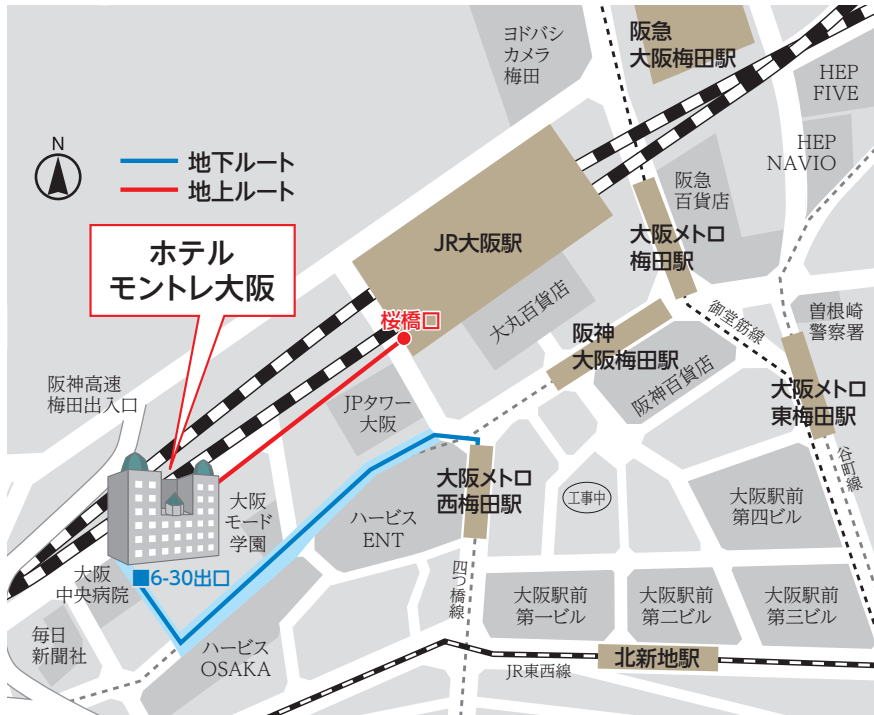 ヨドバシ
カメラ
梅田
阪急
大阪梅田駅
HEP
FIVE
HEP
NAVIO
N
地下ルート
地上ルート
阪急
百貨店
大阪メトロ
梅田駅
JR大阪駅
ホテル
モントレ大阪
桜橋口
大丸百貨店
阪神
大阪梅田駅
御堂筋線
曽根崎
警察署
阪神百貨店
大阪メトロ
東梅田駅
阪神高速
梅田出入口
JPタワー
大阪
谷町線
大阪メトロ
西梅田駅
工事中
大阪駅前
第四ビル
大阪
モード
学園
ハービス
ENT
大阪
中央病院
■6-30出口
四つ橋線
大阪駅前
第一ビル
大阪駅前
第二ビル
大阪駅前
第三ビル
毎日
新聞社
ハービス
OSAKA
JR東西線
北新地駅